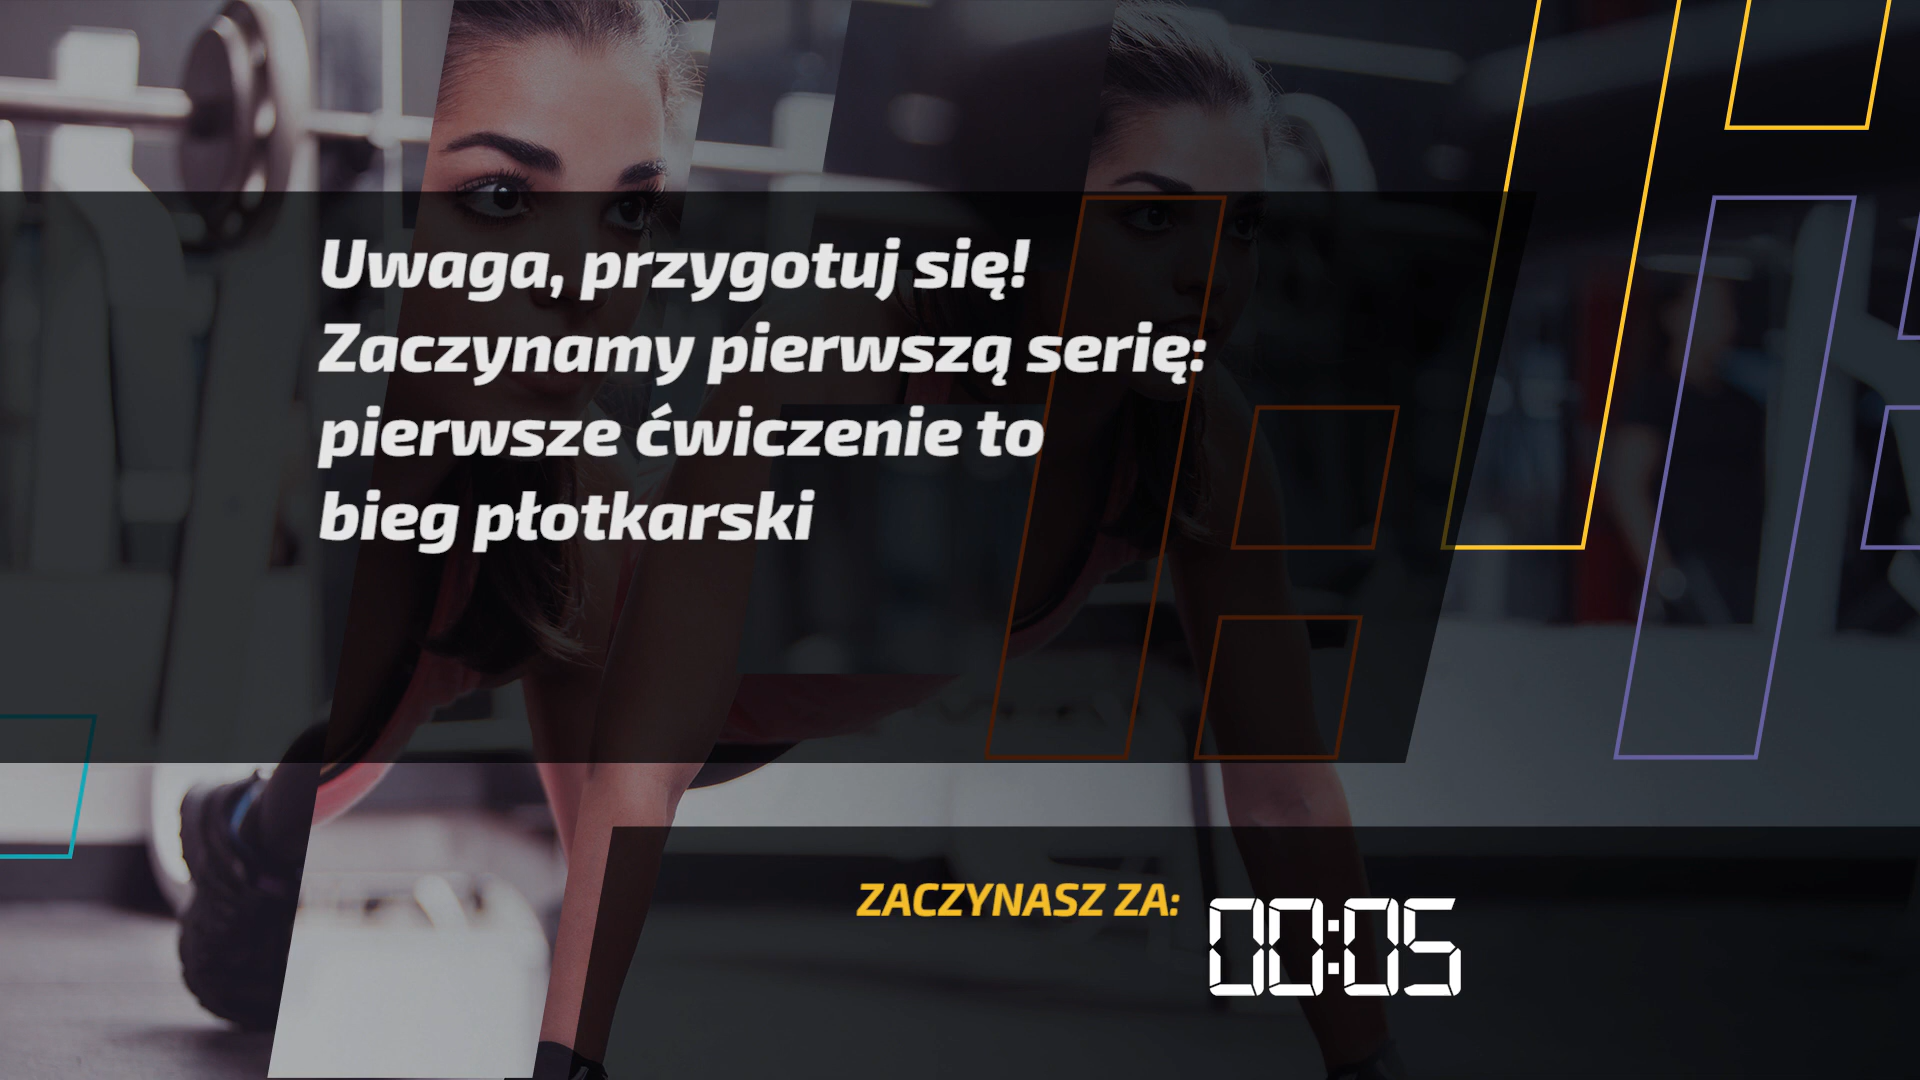 Uwaga, przygotuj się!
Zaczynamy pierwszą serię:
pierwsze ćwiczenie to
bieg płotkarski
ZACZYNASZ ZA:
00:05